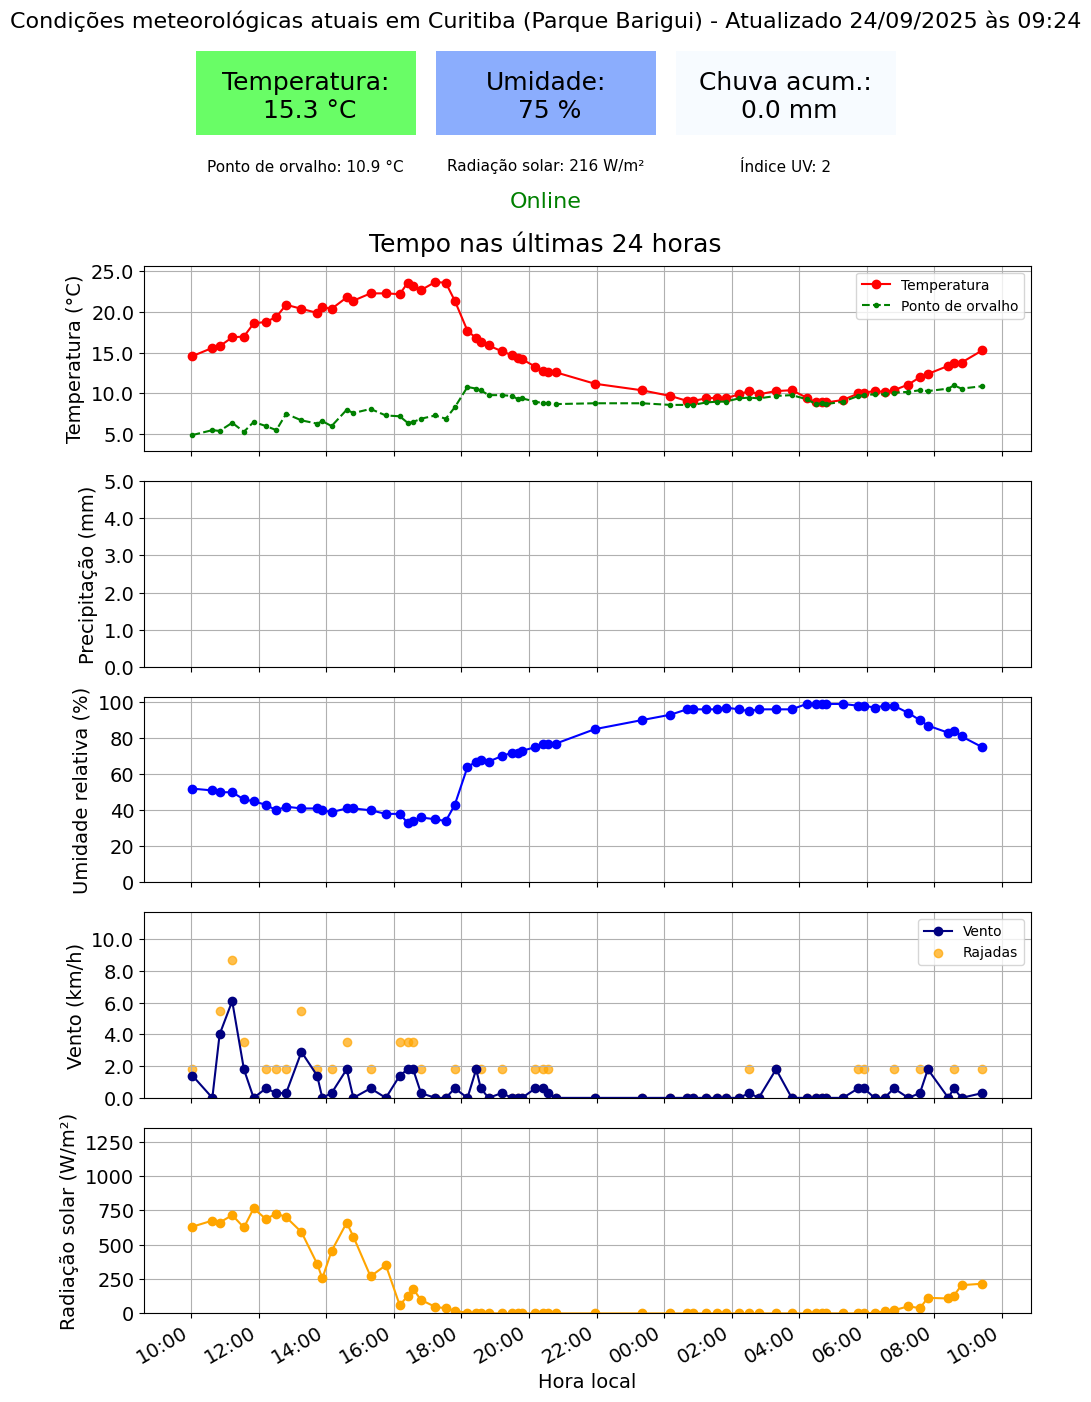 Condições meteorológicas atuais em Curitiba (Parque Barigui) - Atualizado 24/09/2025 às 09:24
Temperatura:
15.3 °C
Umidade:
75 %
Chuva acum.:
0.0 mm
Ponto de orvalho: 10.9 °C
Radiação solar: 216 W/m²
Índice UV: 2
Online
Tempo nas últimas 24 horas
Temperatura (°C)
25.0
20.0
15.0
10.0
5.0
Temperatura
Ponto de orvalho
Precipitação (mm)
5.0
4.0
3.0
2.0
1.0
0.0
Umidade relativa (%)
100
80
60
40
20
0
Vento (km/h)
10.0
8.0
6.0
4.0
2.0
0.0
Vento
Rajadas
Radiação solar (W/m²)
1250
1000
750
500
250
0
10:00
12:00
14:00
16:00
18:00
20:00
22:00
00:00
02:00
04:00
06:00
08:00
10:00
Hora local